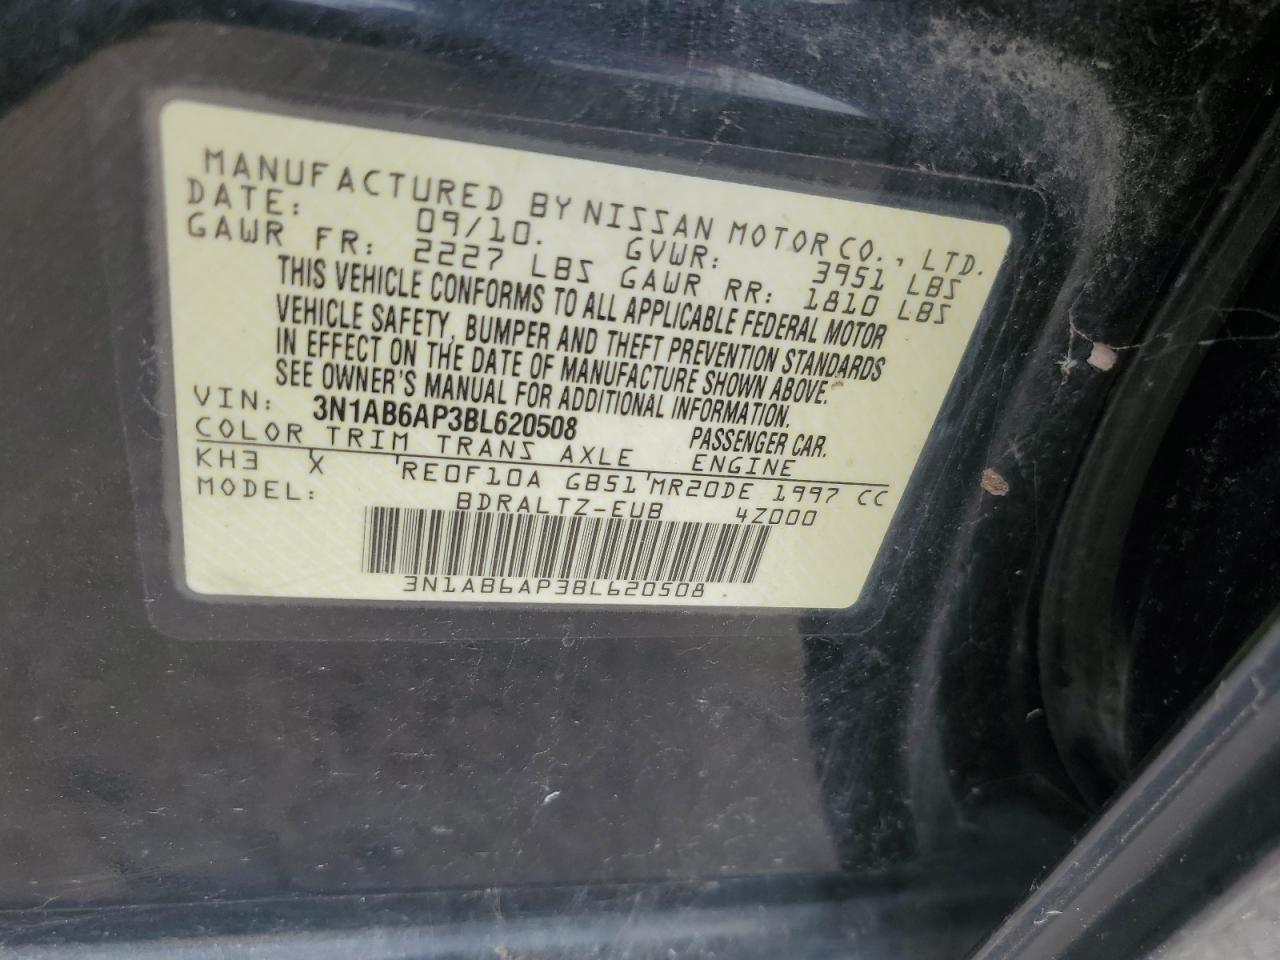 MANUFACTURED BY NISSAN MOTOR CO., LTD.
DATE: 09/10. GVWR: 3951 LBS
GAWR FR: 2227 LBS GAWR RR: 1810 LBS
THIS VEHICLE CONFORMS TO ALL APPLICABLE FEDERAL MOTOR
VEHICLE SAFETY, BUMPER AND THEFT PREVENTION STANDARDS
IN EFFECT ON THE DATE OF MANUFACTURE SHOWN ABOVE.
SEE OWNER'S MANUAL FOR ADDITIONAL INFORMATION.
VIN: 3N1AB6AP3BL620508 PASSENGER CAR.
COLOR TRIM TRANS AXLE ENGINE
KH3 X RE0F10A GB51 MR20DE 1997 CC
MODEL: BDRALTZ-EUB 4Z000
3N1AB6AP3BL620508